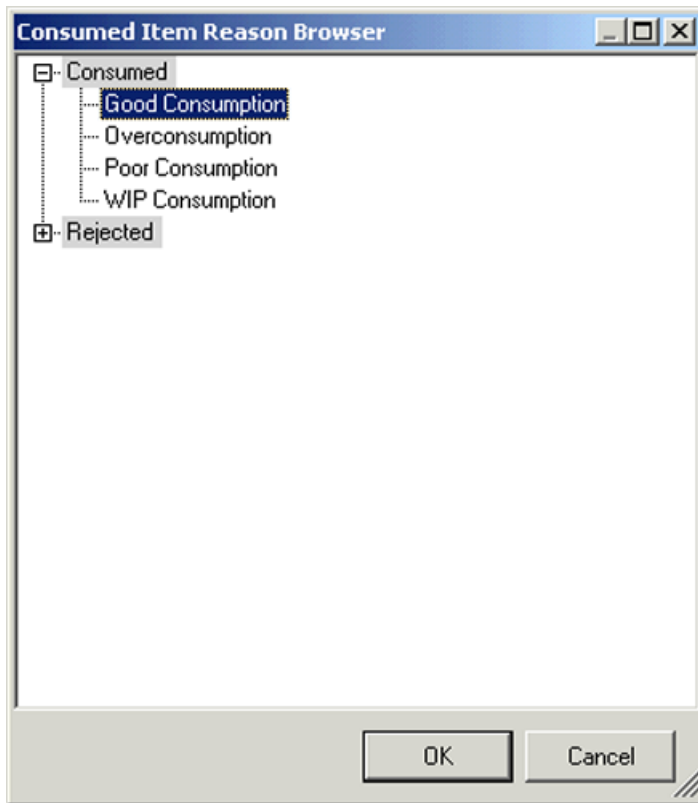 Consumed Item Reason Browser
Consumed
Good Consumption
Overconsumption
Poor Consumption
WIP Consumption
Rejected
OK Cancel